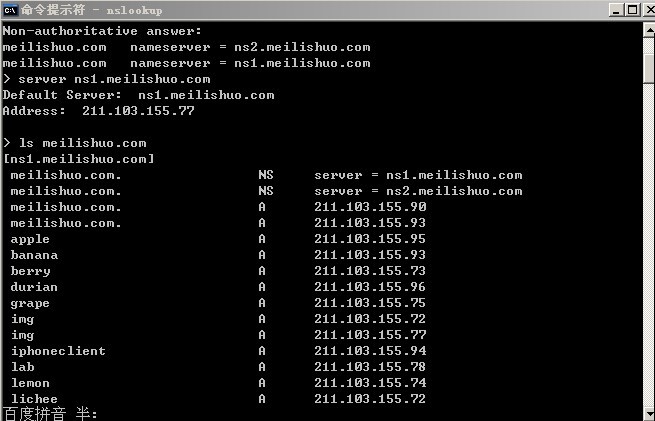 命令提示符 - nslookup
Non-authoritative answer:
meilishuo.com   nameserver = ns2.meilishuo.com
meilishuo.com   nameserver = ns1.meilishuo.com
> server ns1.meilishuo.com
Default Server:  ns1.meilishuo.com
Address:  211.103.155.77
> ls meilishuo.com
[ns1.meilishuo.com]
meilishuo.com.   NS   server = ns1.meilishuo.com
meilishuo.com.   NS   server = ns2.meilishuo.com
meilishuo.com.   A   211.103.155.90
meilishuo.com.   A   211.103.155.93
apple   A   211.103.155.95
banana   A   211.103.155.93
berry   A   211.103.155.73
durian   A   211.103.155.96
grape   A   211.103.155.75
img   A   211.103.155.72
img   A   211.103.155.77
iphoneclient   A   211.103.155.94
lab   A   211.103.155.78
lemon   A   211.103.155.74
lichee   A   211.103.155.72
百度拼音 半: